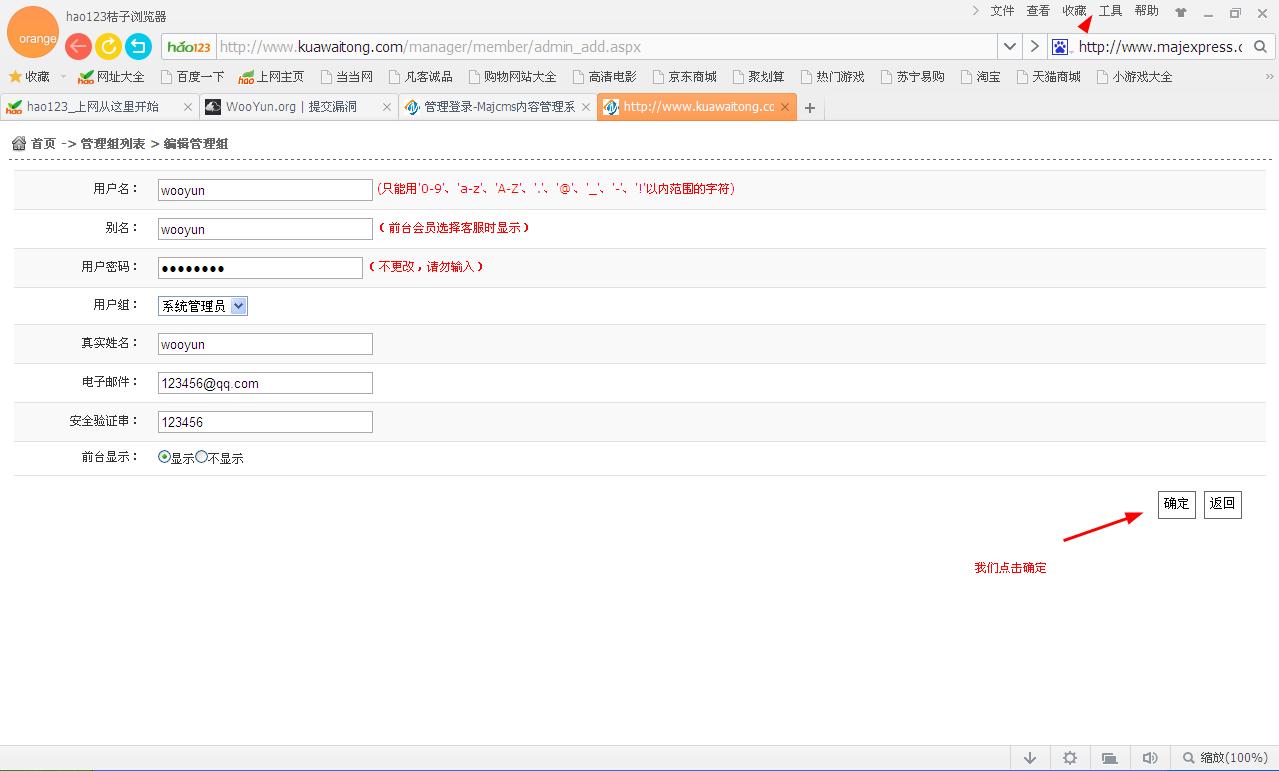 hao123桔子浏览器
文件 查看 收藏 工具 帮助
orange
hao123 http://www.kuawaitong.com/manager/member/admin_add.aspx http://www.majexpress.c
收藏 网址大全 百度一下 上网主页 当当网 凡客诚品 购物网站大全 高清电影 京东商城 聚划算 热门游戏 苏宁易购 淘宝 天猫商城 小游戏大全
hao123_上网从这里开始 WooYun.org | 提交漏洞 管理登录-Majcms内容管理系 http://www.kuawaitong.co
首页 -> 管理组列表 > 编辑管理组
用户名： wooyun (只能用'0-9'、'a-z'、'A-Z'、'.'、'@'、'_'、'-'、'!'以内范围的字符)
别名： wooyun （前台会员选择客服时显示）
用户密码： ●●●●●●●● （不更改，请勿输入）
用户组： 系统管理员
真实姓名： wooyun
电子邮件： 123456@qq.com
安全验证串： 123456
前台显示： 显示 不显示
确定 返回
我们点击确定
缩放(100%)